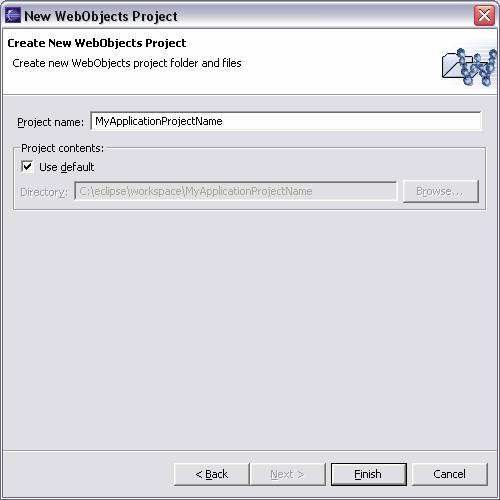 New WebObjects Project
Create New WebObjects Project
Create new WebObjects project folder and files
Project name: MyApplicationProjectName
Project contents:
Use default
Directory: C:\eclipse\workspace\MyApplicationProjectName Browse...
< Back Next > Finish Cancel